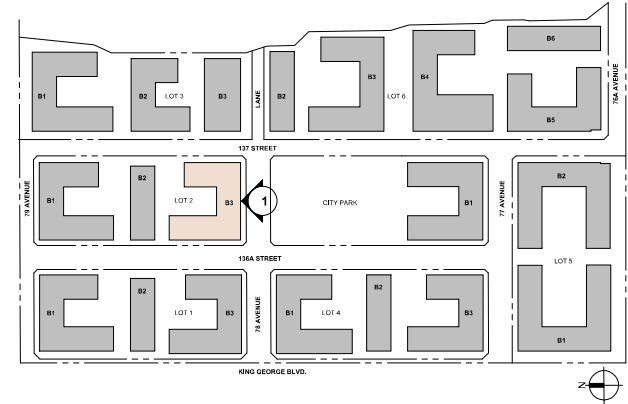 B6
B1
B2
LOT 3
B3
LANE
B2
B3
LOT 6
B4
B5
76A AVENUE
137 STREET
79 AVENUE
B1
B2
LOT 2
B3
1
CITY PARK
B1
77 AVENUE
B2
136A STREET
LOT 5
B1
B2
LOT 1
B3
78 AVENUE
B1
LOT 4
B2
B3
B1
KING GEORGE BLVD.
N